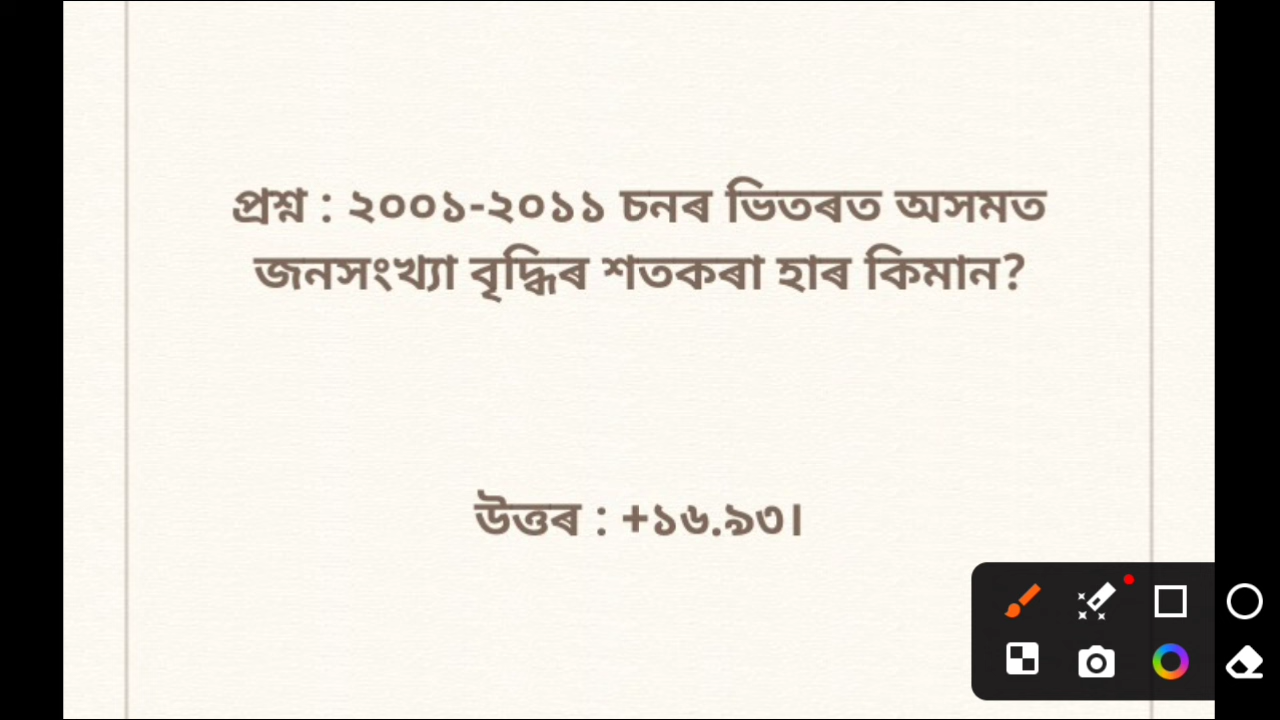 প্ৰশ্ন : ২০০১-২০১১ চনৰ ভিতৰত অসমত
জনসংখ্যা বৃদ্ধিৰ শতকৰা হাৰ কিমান?
উত্তৰ : +১৬.৯৩।